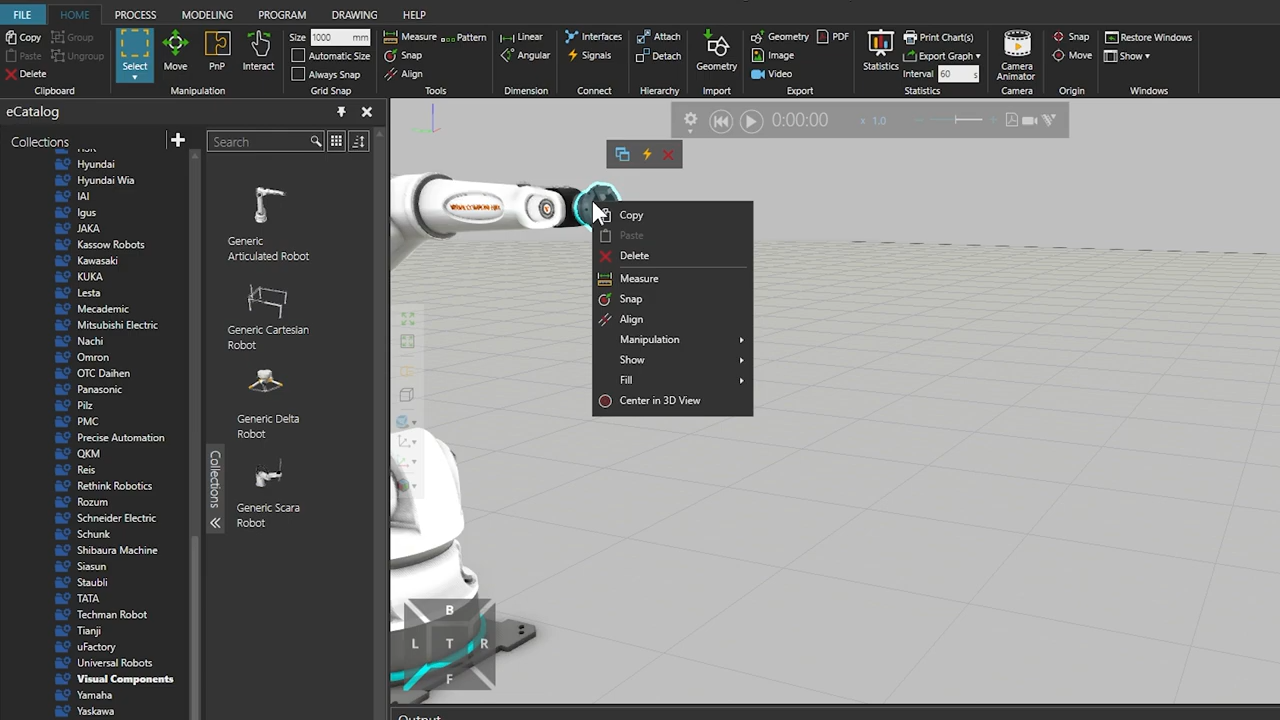 FILE
HOME
PROCESS
MODELING
PROGRAM
DRAWING
HELP
Copy
Paste
Delete
Clipboard
Group
Ungroup
Select
Move
PnP
Interact
Manipulation
Size 1000 mm
Automatic Size
Always Snap
Grid Snap
Measure
Pattern
Snap
Align
Tools
Linear
Angular
Dimension
Interfaces
Signals
Connect
Attach
Detach
Hierarchy
Geometry
Import
Geometry
PDF
Image
Video
Export
Statistics
Print Chart(s)
Export Graph
Interval 60 s
Statistics
Camera
Animator
Camera
Snap
Move
Origin
Restore Windows
Show
Windows
eCatalog
Collections
Search
Hyundai
Hyundai Wia
IAI
Igus
JAKA
Kassow Robots
Kawasaki
KUKA
Lesta
Mecademic
Mitsubishi Electric
Nachi
Omron
OTC Daihen
Panasonic
Pilz
PMC
Precise Automation
QKM
Reis
Rethink Robotics
Rozum
Schneider Electric
Schunk
Shibaura Machine
Siasun
Staubli
TATA
Techman Robot
Tianji
uFactory
Universal Robots
Visual Components
Yamaha
Yaskawa
Collections
Generic
Articulated Robot
Generic Cartesian
Robot
Generic Delta
Robot
Generic Scara
Robot
0:00:00
x 1.0
Copy
Paste
Delete
Measure
Snap
Align
Manipulation
Show
Fill
Center in 3D View
B
L T R
F
Output